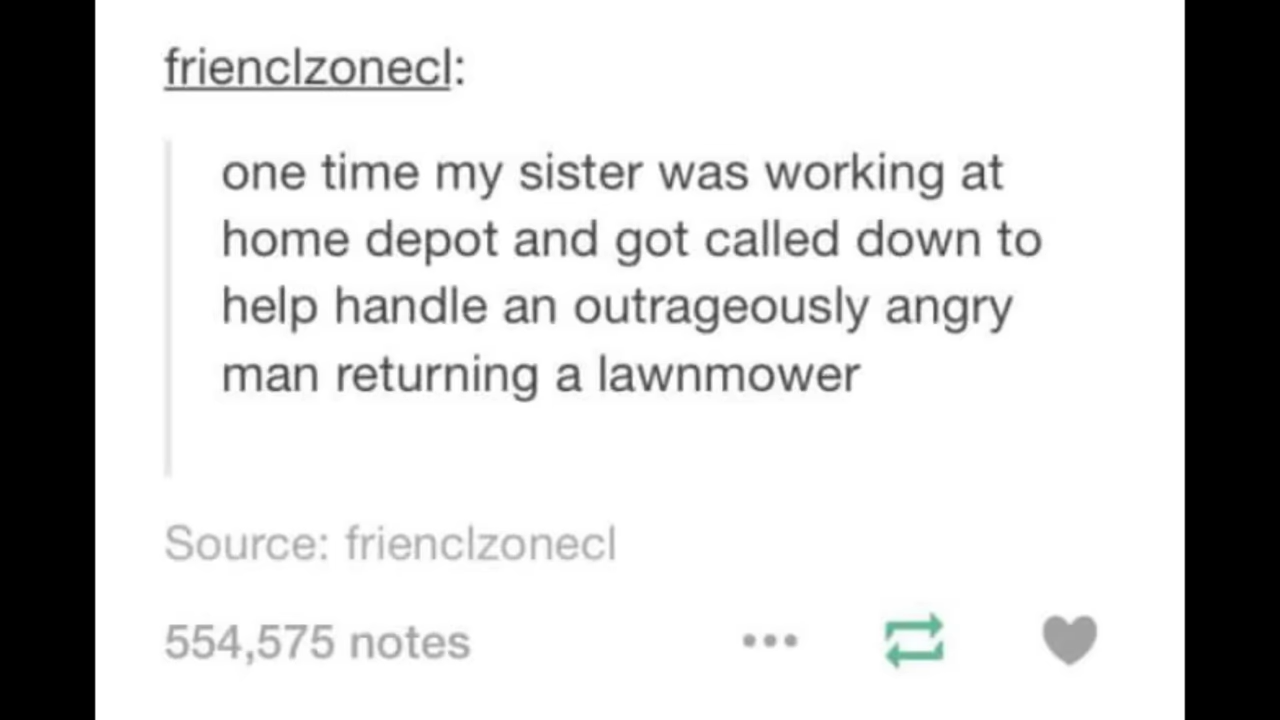 frienclzonecl:
one time my sister was working at
home depot and got called down to
help handle an outrageously angry
man returning a lawnmower
Source: frienclzonecl
554,575 notes